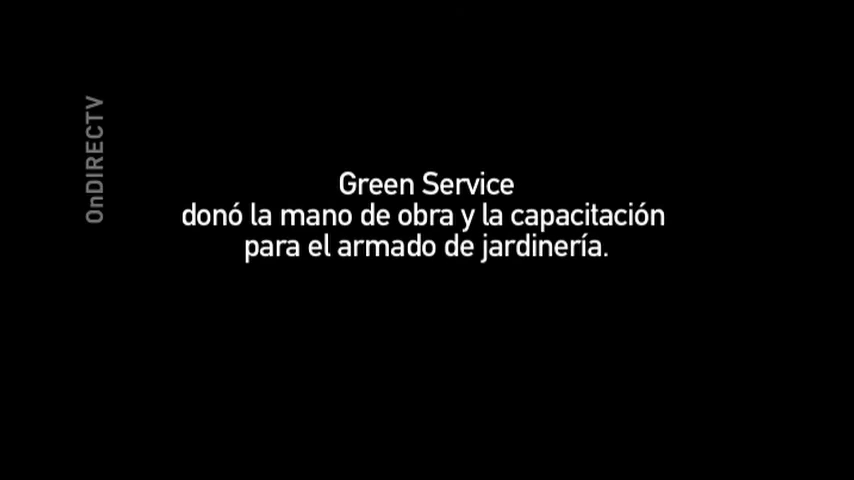 OnDIRECTV
Green Service
donó la mano de obra y la capacitación
para el armado de jardinería.